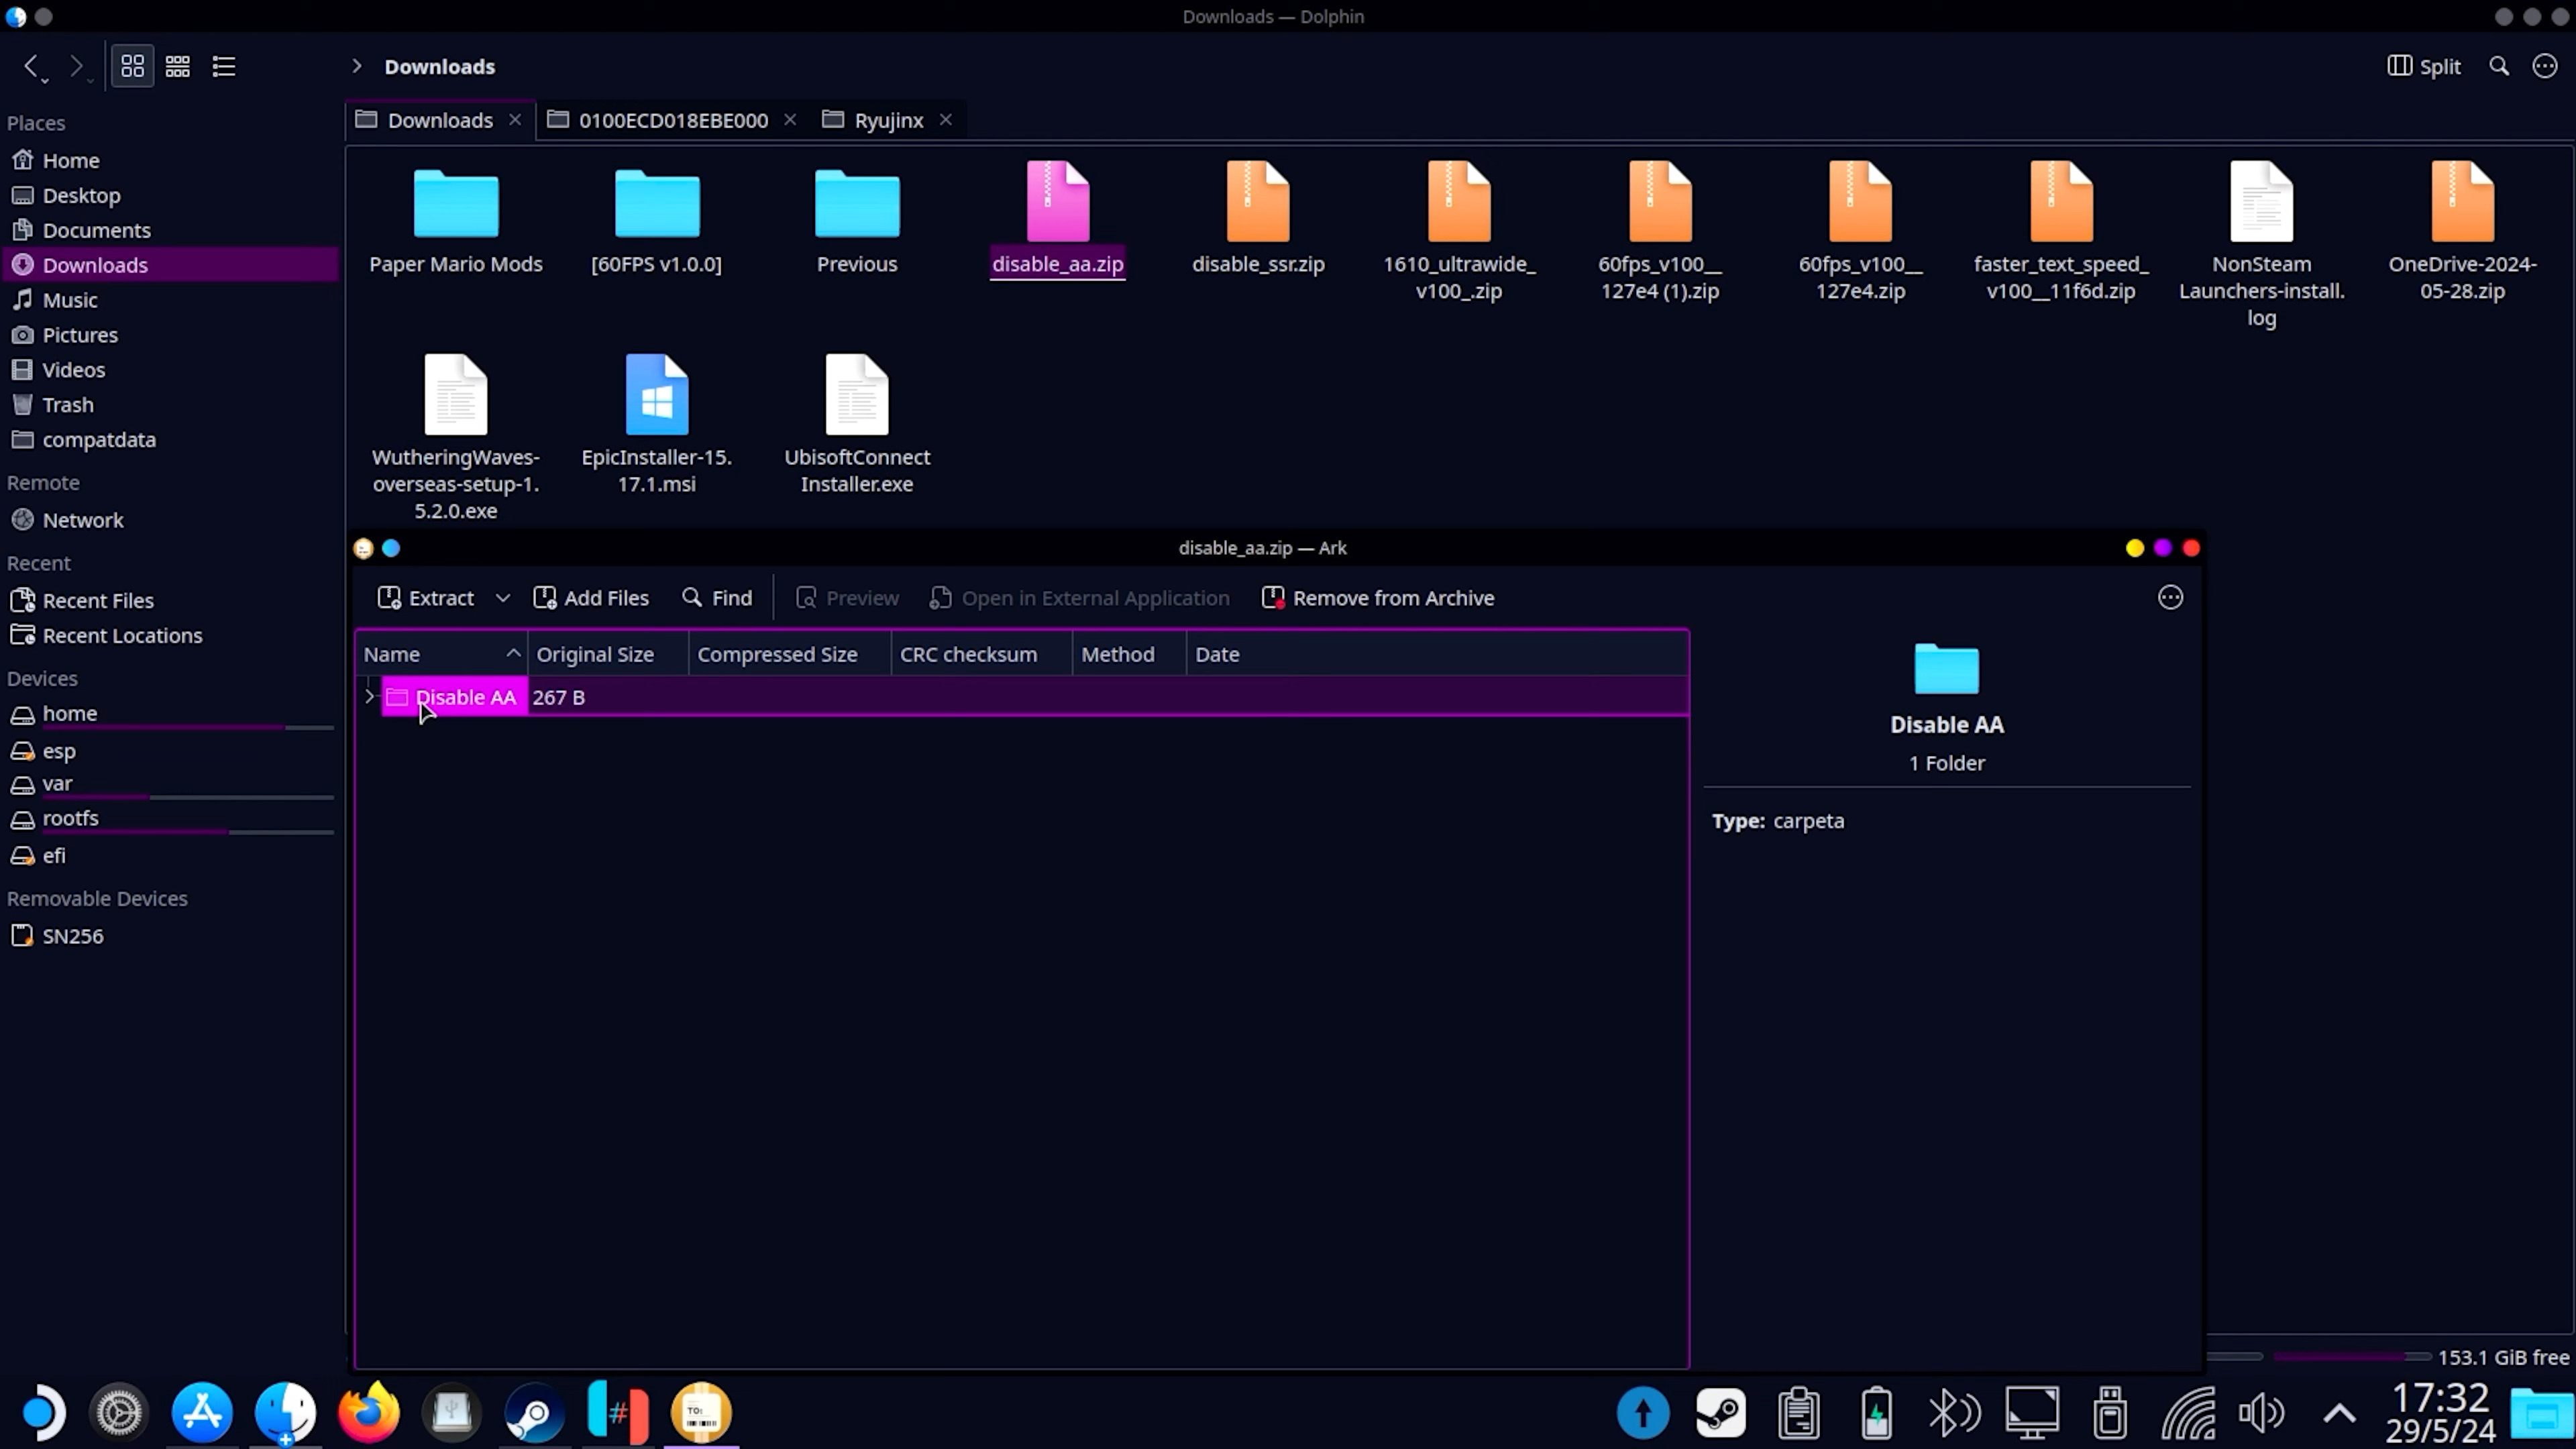 Downloads — Dolphin
Downloads
Split
Places
Home
Desktop
Documents
Downloads
Music
Pictures
Videos
Trash
compatdata
Remote
Network
Recent
Recent Files
Recent Locations
Devices
home
esp
var
rootfs
efi
Removable Devices
SN256
Downloads
0100ECD018EBE000
Ryujinx
Paper Mario Mods
[60FPS v1.0.0]
Previous
disable_aa.zip
disable_ssr.zip
1610_ultrawide_
v100_.zip
60fps_v100__
127e4 (1).zip
60fps_v100__
127e4.zip
faster_text_speed_
v100__11f6d.zip
NonSteam
Launchers-install.
log
OneDrive-2024-
05-28.zip
WutheringWaves-
overseas-setup-1.
5.2.0.exe
EpicInstaller-15.
17.1.msi
UbisoftConnect
Installer.exe
disable_aa.zip — Ark
Extract
Add Files
Find
Preview
Open in External Application
Remove from Archive
Name
Original Size
Compressed Size
CRC checksum
Method
Date
Disable AA
267 B
Disable AA
1 Folder
Type: carpeta
153.1 GiB free
#
TO:
17:32
29/5/24